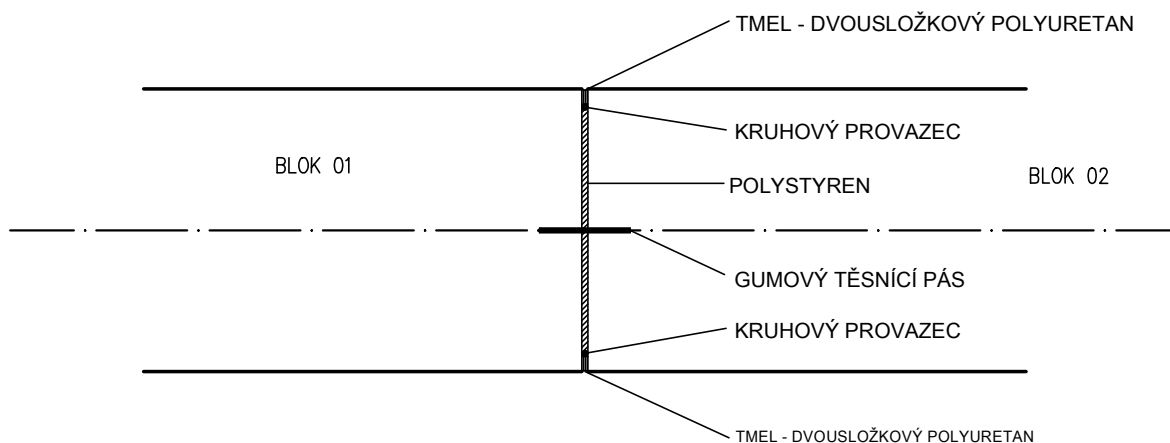 TMEL - DVOUSLOŽKOVÝ POLYURETAN
KRUHOVÝ PROVAZEC
BLOK 01
POLYSTYREN
BLOK 02
GUMOVÝ TĚSNÍCÍ PÁS
KRUHOVÝ PROVAZEC
TMEL - DVOUSLOŽKOVÝ POLYURETAN